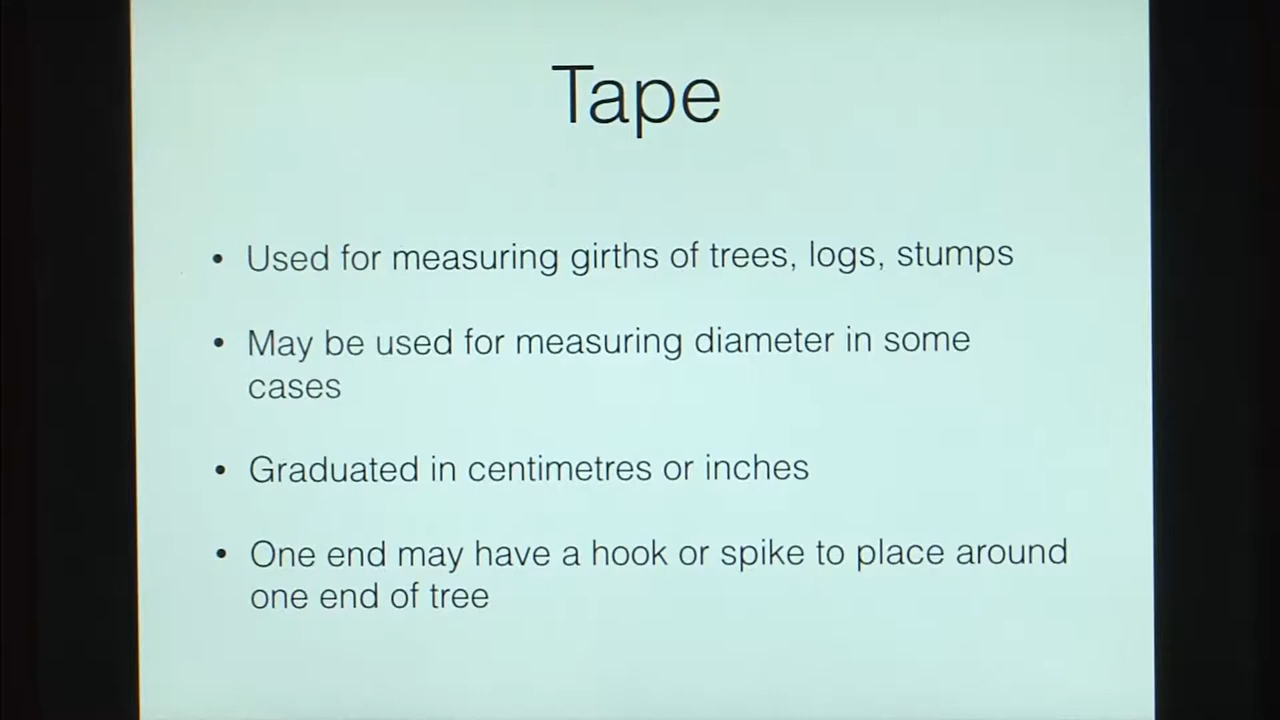 Tape
• Used for measuring girths of trees, logs, stumps
• May be used for measuring diameter in some
cases
• Graduated in centimetres or inches
• One end may have a hook or spike to place around
one end of tree